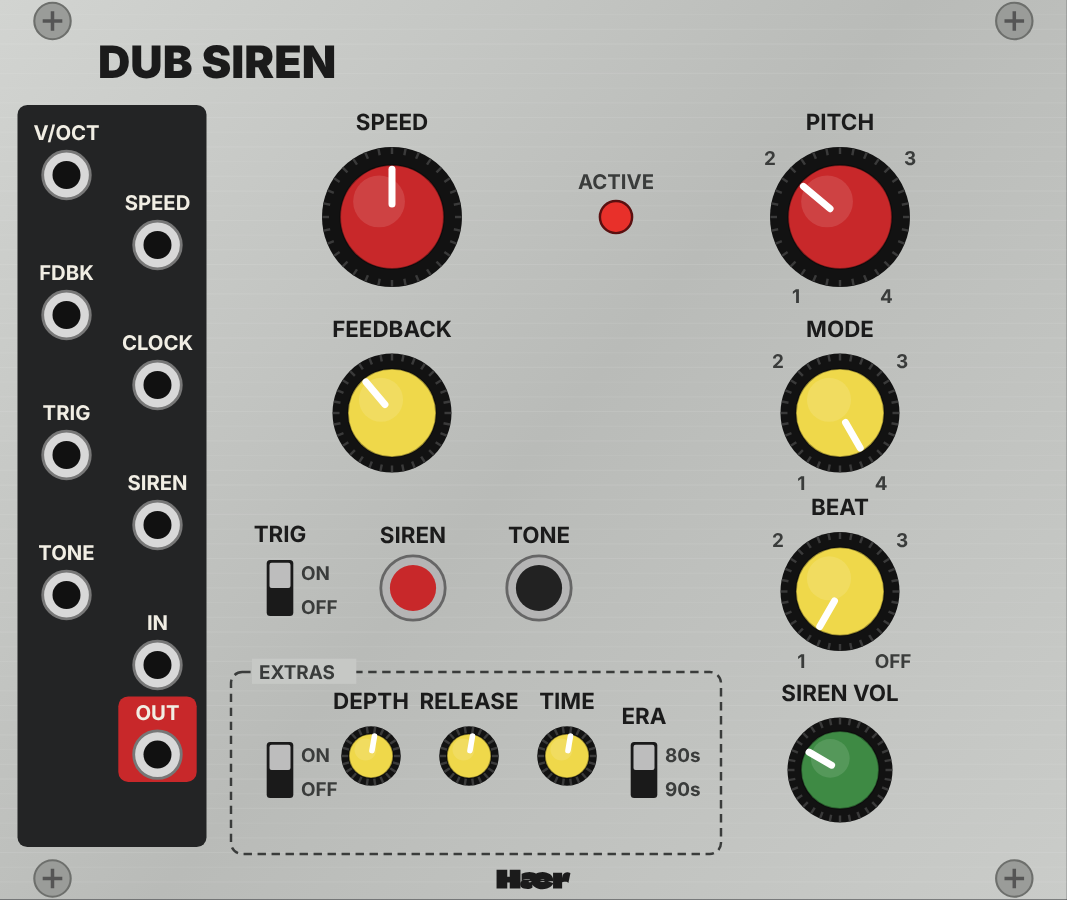 DUB SIREN
V/OCT
SPEED
FDBK
CLOCK
TRIG
SIREN
TONE
IN
OUT
SPEED
ACTIVE
PITCH
2 3
1 4
FEEDBACK
MODE
2 3
1 4
TRIG
ON
OFF
SIREN
TONE
BEAT
2 3
1 OFF
EXTRAS
ON
OFF
DEPTH
RELEASE
TIME
ERA
80s
90s
SIREN VOL
Hær